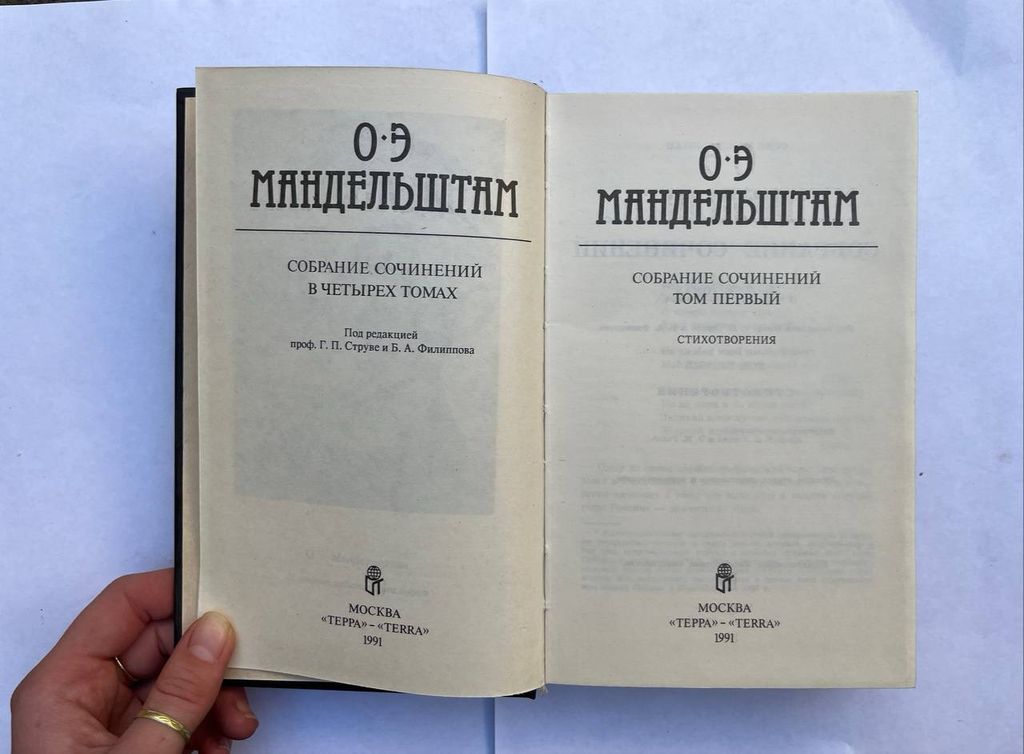 О·Э
МАНДЕЛЬШТАМ
СОБРАНИЕ СОЧИНЕНИЙ
В ЧЕТЫРЕХ ТОМАХ
Под редакцией
проф. Г. П. Струве и Б. А. Филиппова
МОСКВА
«ТЕРРА» – «TERRA»
1991
О·Э
МАНДЕЛЬШТАМ
СОБРАНИЕ СОЧИНЕНИЙ
ТОМ ПЕРВЫЙ
СТИХОТВОРЕНИЯ
МОСКВА
«ТЕРРА» – «TERRA»
1991